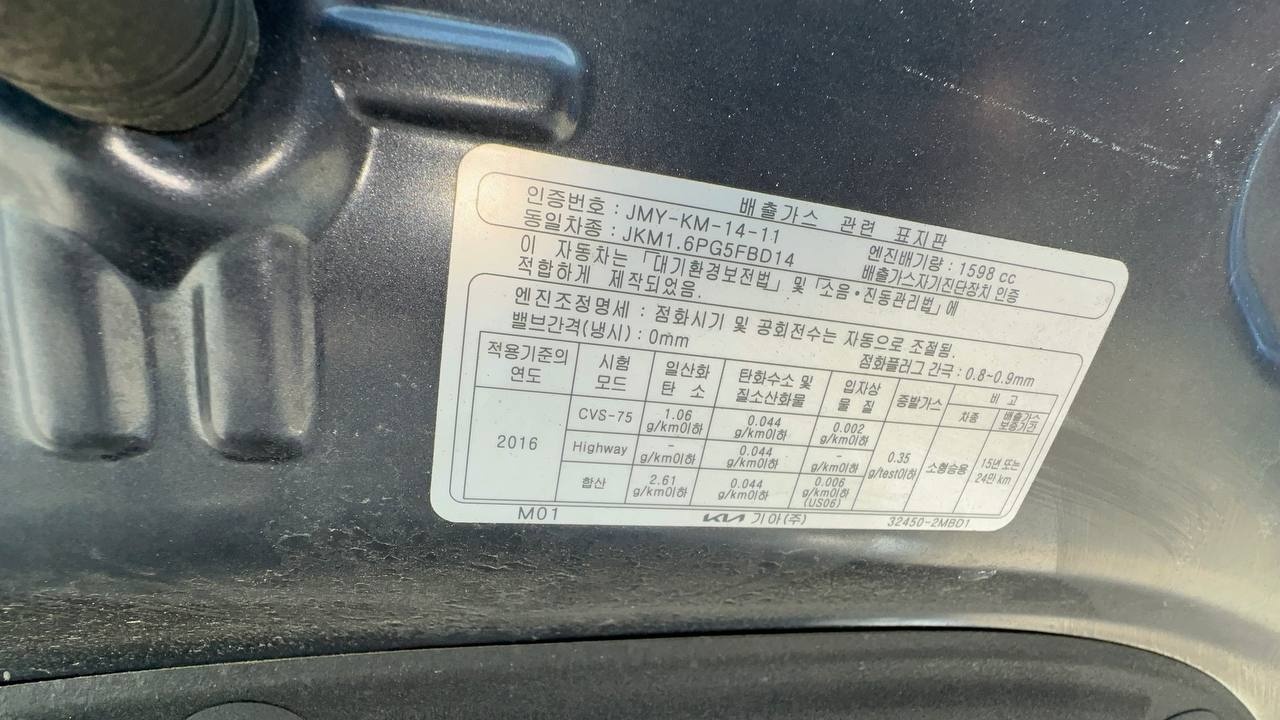 배출가스 관련 표지판
인증번호 : JMY-KM-14-11 엔진배기량 : 1598 cc
동일차종 : JKM1.6PG5FBD14 배출가스자기진단장치 인증
이 자동차는 「대기환경보전법」 및 「소음・진동관리법」에
적합하게 제작되었음.
엔진조정명세 : 점화시기 및 공회전수는 자동으로 조절됨.
밸브간격(냉시) : 0mm 점화플러그 간극 : 0.8~0.9mm
적용기준의 연도 시험 모드 일산화 탄소 탄화수소 및 질소산화물 입자상 물질 증발가스 비고
차종 배출가스 보증기간
2016 CVS-75 1.06 g/km이하 0.044 g/km이하 0.002 g/km이하 0.35 g/test이하 소형승용 15년 또는 24만 km
Highway - 0.044 g/km이하 - g/km이하
합산 2.61 g/km이하 0.044 g/km이하 0.006 g/km이하 (US06)
M01 KIA 기아(주) 32450-2MBD1